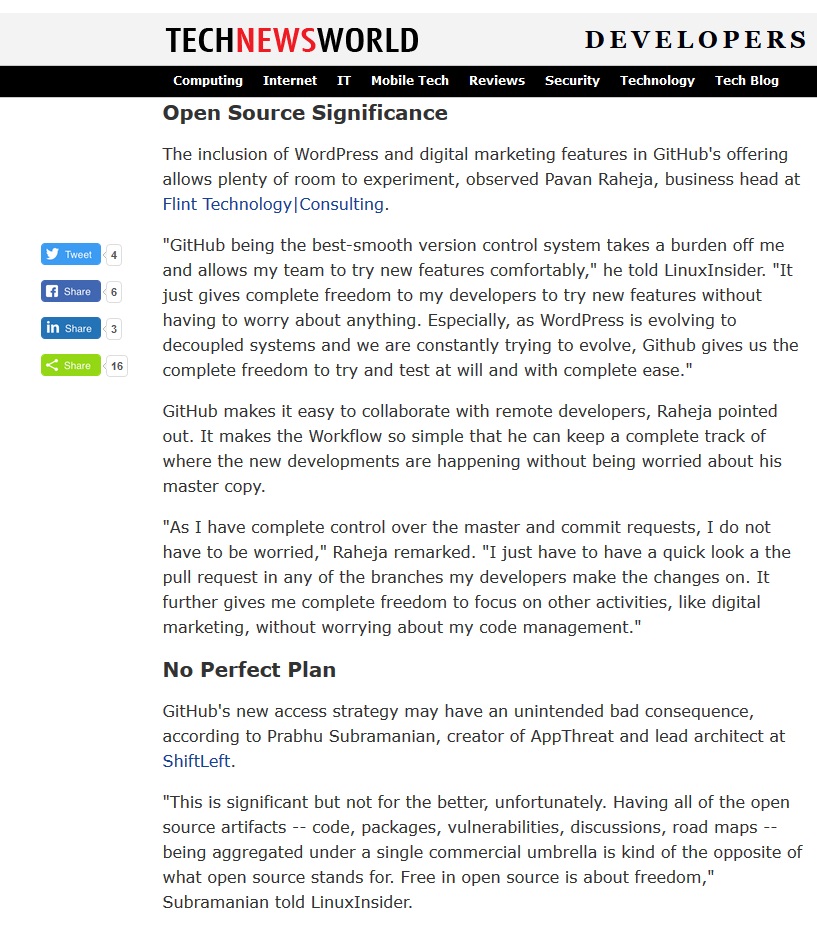 TECHNEWSWORLD
DEVELOPERS
Computing Internet IT Mobile Tech Reviews Security Technology Tech Blog
Open Source Significance
The inclusion of WordPress and digital marketing features in GitHub's offering
allows plenty of room to experiment, observed Pavan Raheja, business head at
Flint Technology|Consulting.
Tweet 4
Share 6
Share 3
Share 16
"GitHub being the best-smooth version control system takes a burden off me
and allows my team to try new features comfortably," he told LinuxInsider. "It
just gives complete freedom to my developers to try new features without
having to worry about anything. Especially, as WordPress is evolving to
decoupled systems and we are constantly trying to evolve, Github gives us the
complete freedom to try and test at will and with complete ease."
GitHub makes it easy to collaborate with remote developers, Raheja pointed
out. It makes the Workflow so simple that he can keep a complete track of
where the new developments are happening without being worried about his
master copy.
"As I have complete control over the master and commit requests, I do not
have to be worried," Raheja remarked. "I just have to have a quick look a the
pull request in any of the branches my developers make the changes on. It
further gives me complete freedom to focus on other activities, like digital
marketing, without worrying about my code management."
No Perfect Plan
GitHub's new access strategy may have an unintended bad consequence,
according to Prabhu Subramanian, creator of AppThreat and lead architect at
ShiftLeft.
"This is significant but not for the better, unfortunately. Having all of the open
source artifacts -- code, packages, vulnerabilities, discussions, road maps --
being aggregated under a single commercial umbrella is kind of the opposite of
what open source stands for. Free in open source is about freedom,"
Subramanian told LinuxInsider.